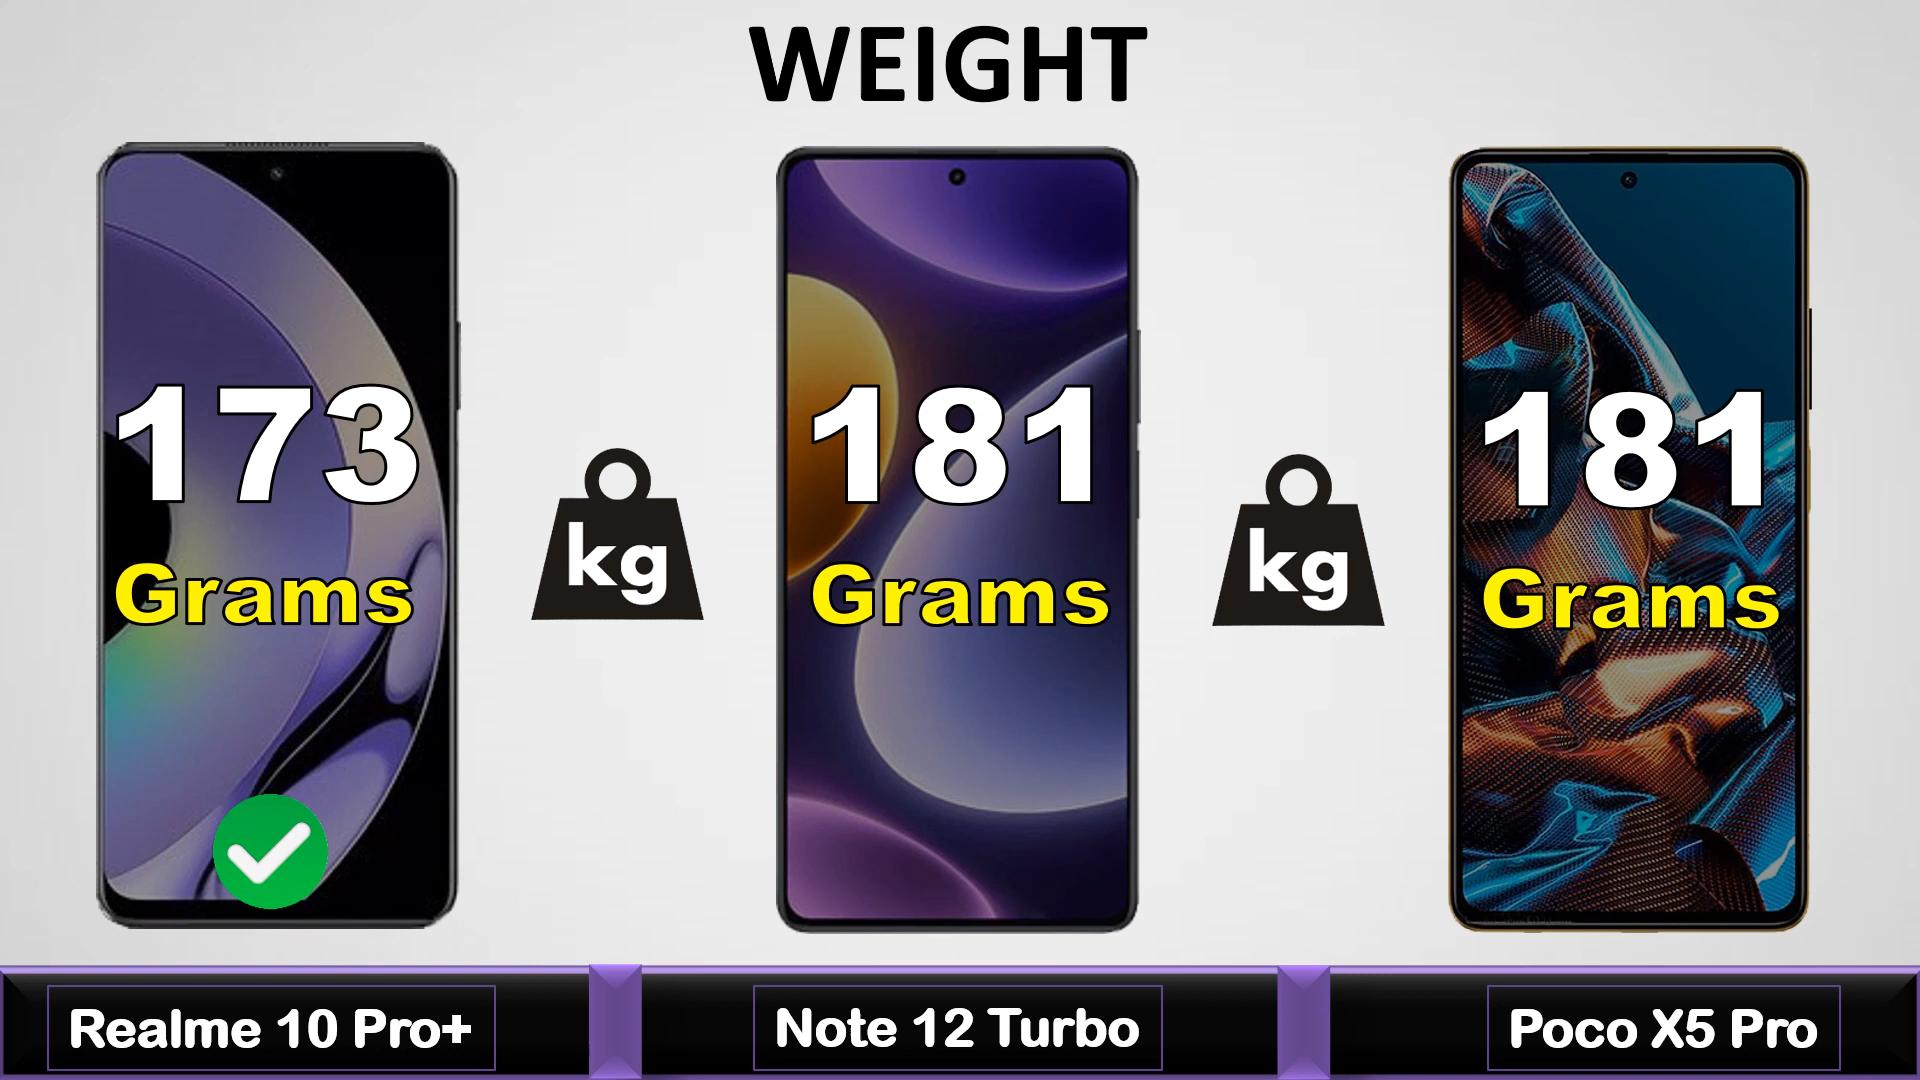 WEIGHT
173
Grams
kg
181
Grams
kg
181
Grams
Realme 10 Pro+
Note 12 Turbo
Poco X5 Pro